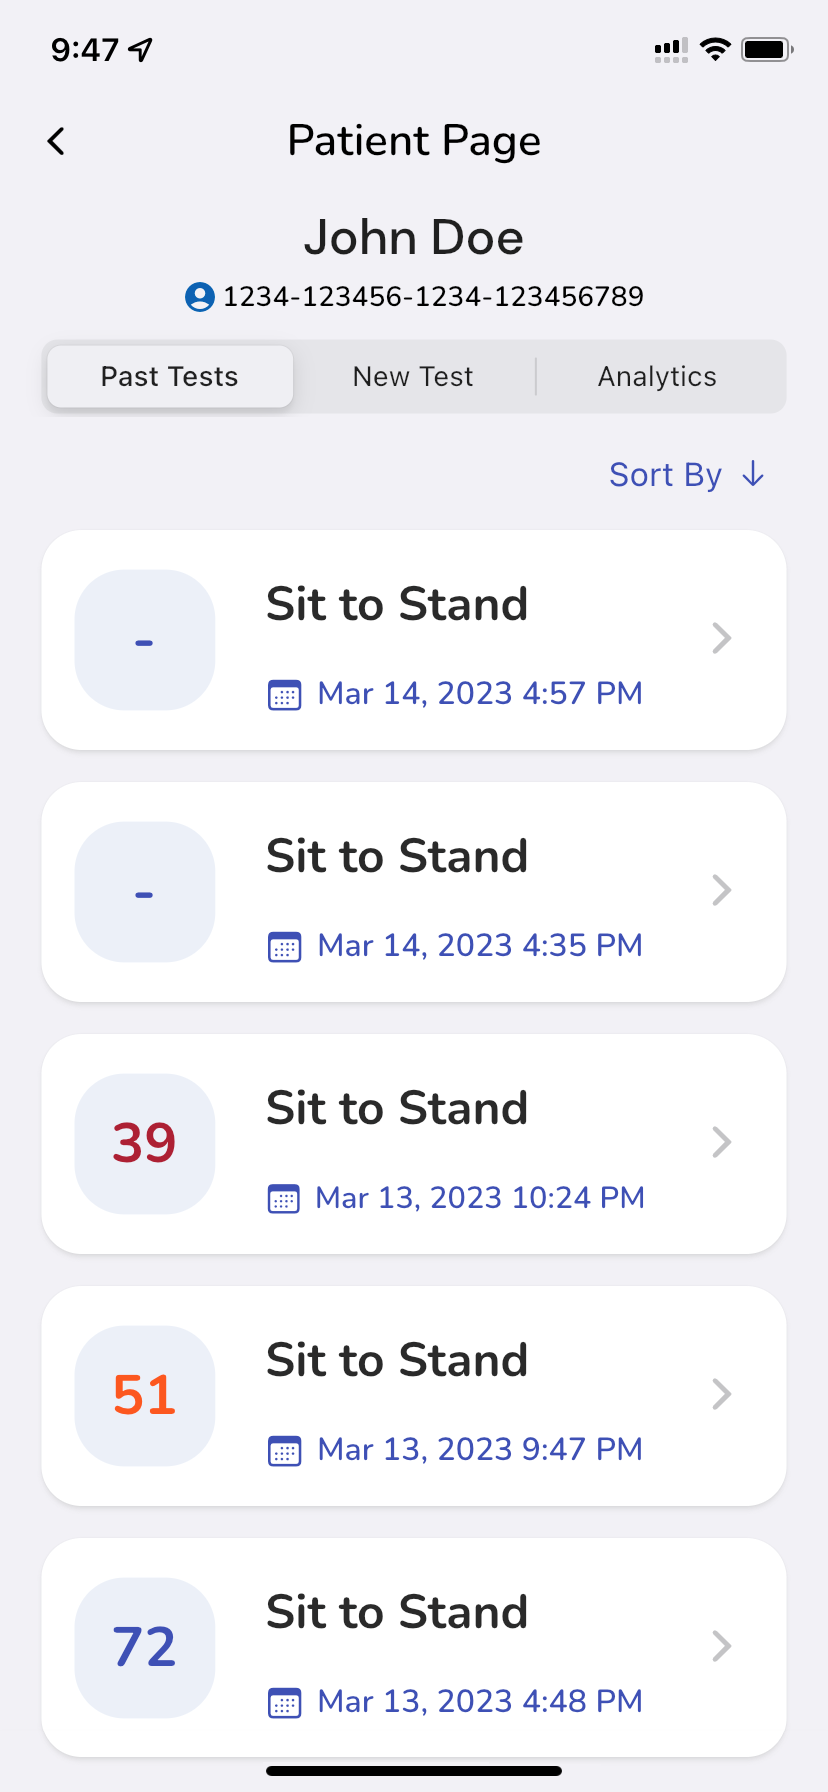 9:47
Patient Page
John Doe
1234-123456-1234-123456789
Past Tests New Test Analytics
Sort By ↓
-
Sit to Stand
Mar 14, 2023 4:57 PM
-
Sit to Stand
Mar 14, 2023 4:35 PM
39
Sit to Stand
Mar 13, 2023 10:24 PM
51
Sit to Stand
Mar 13, 2023 9:47 PM
72
Sit to Stand
Mar 13, 2023 4:48 PM